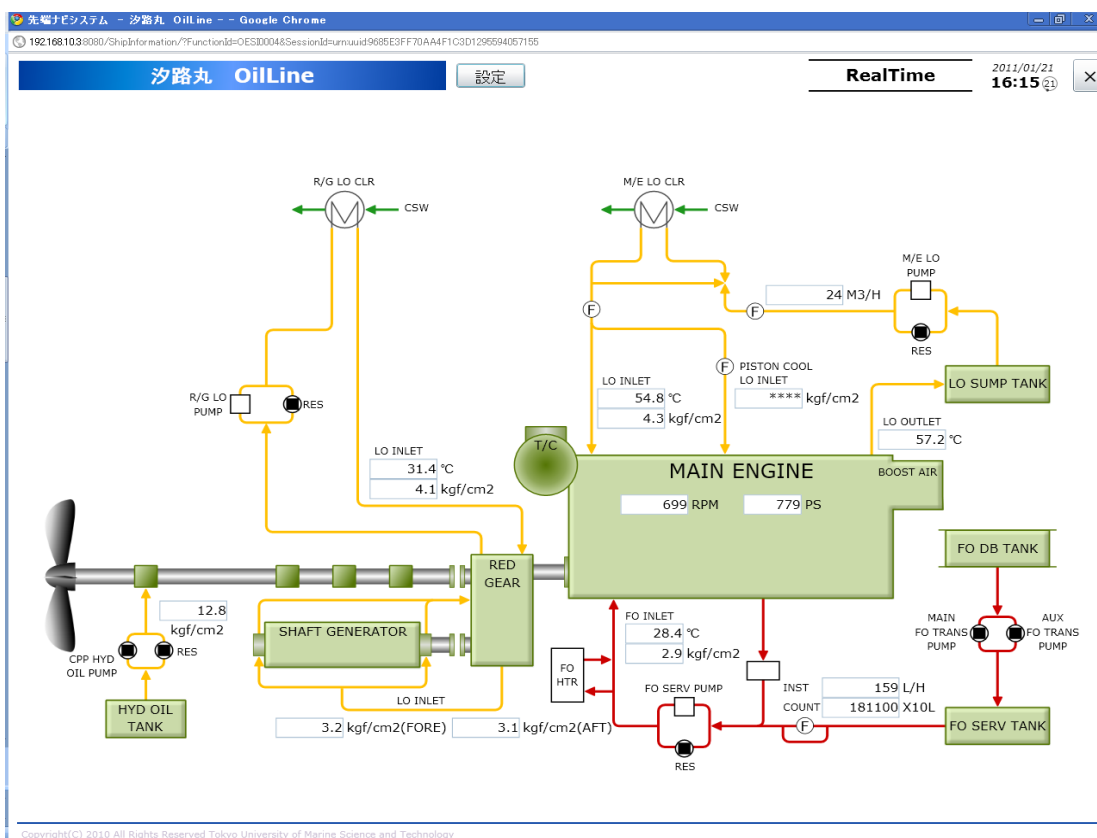 先端ナビシステム - 汐路丸 OilLine - - Google Chrome
192.168.10.3:8080/ShipInformation/?FunctionId=OESI0004&SessionId=urn:uuid:9685E3FF70AA4F1C3D1295594057155
汐路丸 OilLine
設定
RealTime
2011/01/21
16:15 21
R/G LO CLR
CSW
M/E LO CLR
CSW
M/E LO
PUMP
24 M3/H
F
F
RES
F PISTON COOL
LO INLET
**** kgf/cm2
LO INLET
54.8 ℃
4.3 kgf/cm2
LO SUMP TANK
R/G LO
PUMP
RES
LO OUTLET
57.2 ℃
T/C
LO INLET
31.4 ℃
4.1 kgf/cm2
MAIN ENGINE
BOOST AIR
699 RPM
779 PS
FO DB TANK
RED
GEAR
12.8
kgf/cm2
SHAFT GENERATOR
FO INLET
28.4 ℃
2.9 kgf/cm2
MAIN
FO TRANS
PUMP
AUX
FO TRANS
PUMP
CPP HYD
OIL PUMP
RES
FO
HTR
FO SERV PUMP
INST 159 L/H
COUNT 181100 X10L
LO INLET
HYD OIL
TANK
3.2 kgf/cm2(FORE)
3.1 kgf/cm2(AFT)
F
FO SERV TANK
RES
Copyright(C) 2010 All Rights Reserved Tokyo University of Marine Science and Technology